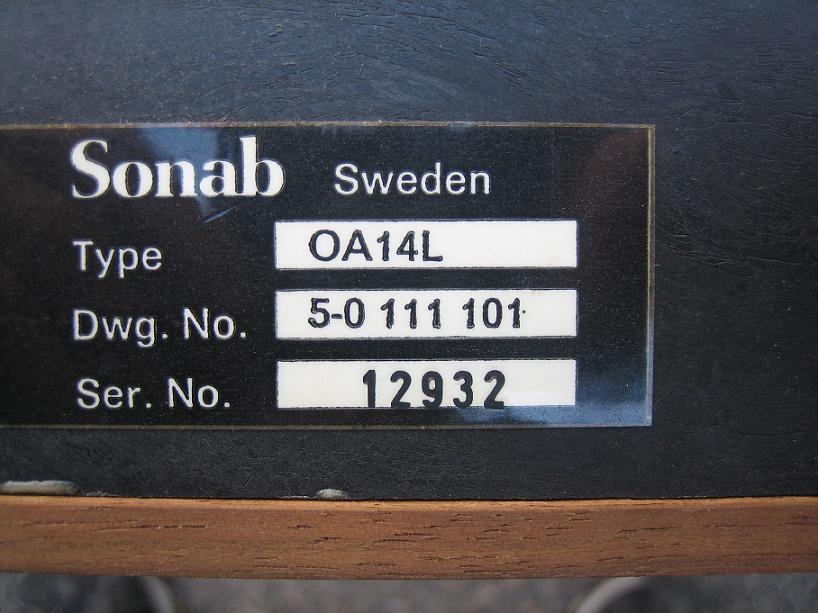 Sonab Sweden
Type OA14L
Dwg. No. 5-0 111 101
Ser. No. 12932